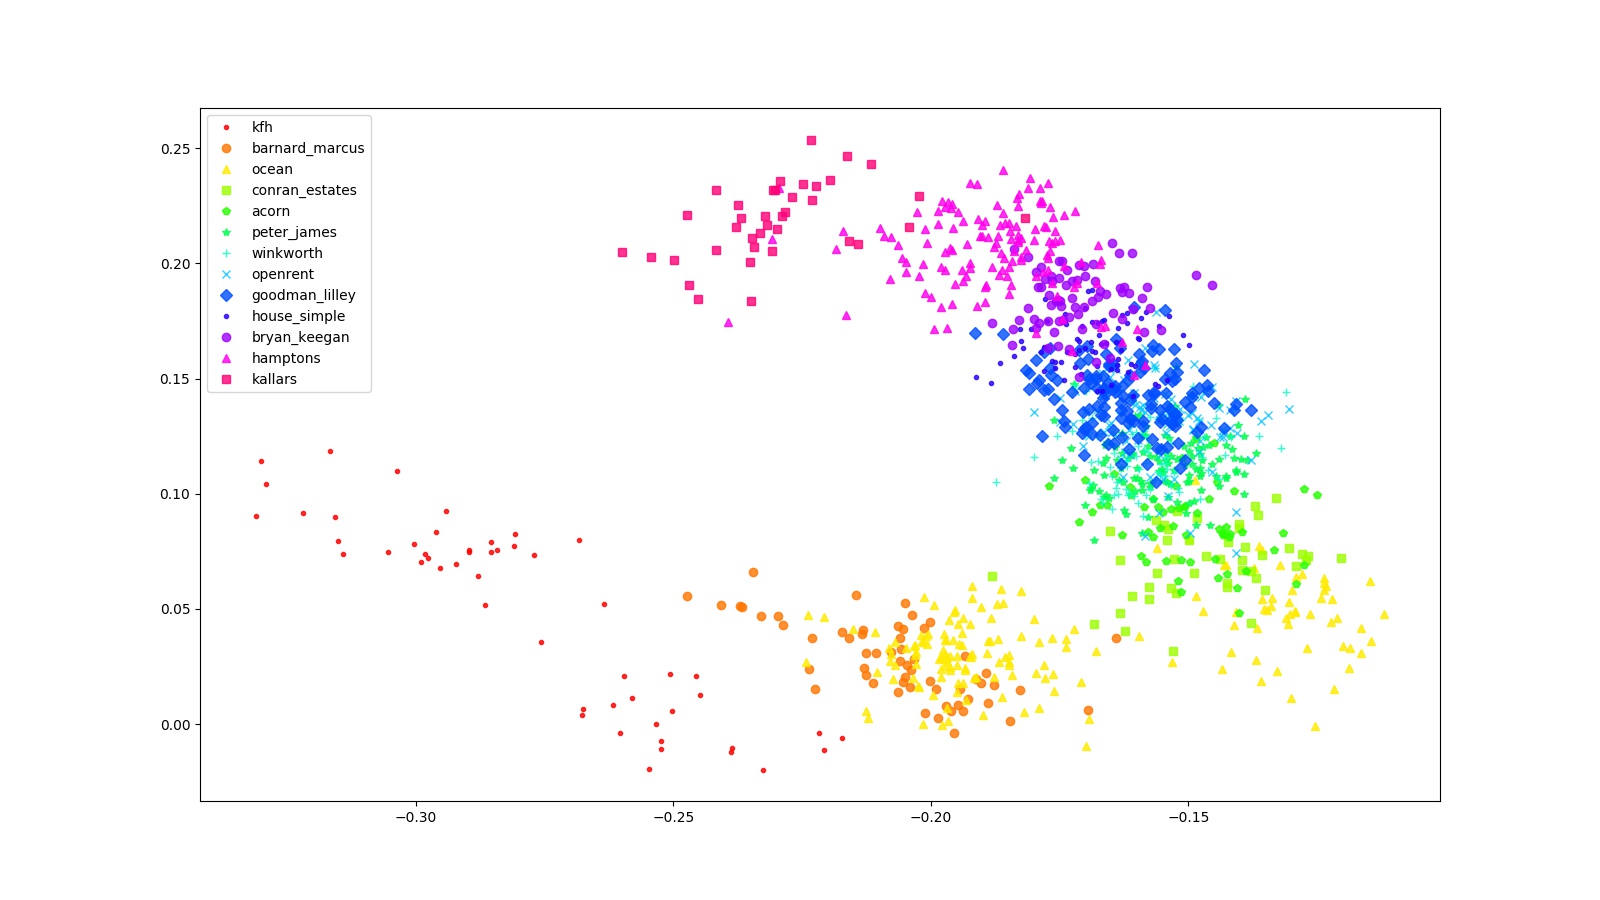 kfh
barnard_marcus
ocean
conran_estates
acorn
peter_james
winkworth
openrent
goodman_lilley
house_simple
bryan_keegan
hamptons
kallars
0.25
0.20
0.15
0.10
0.05
0.00
−0.30 −0.25 −0.20 −0.15